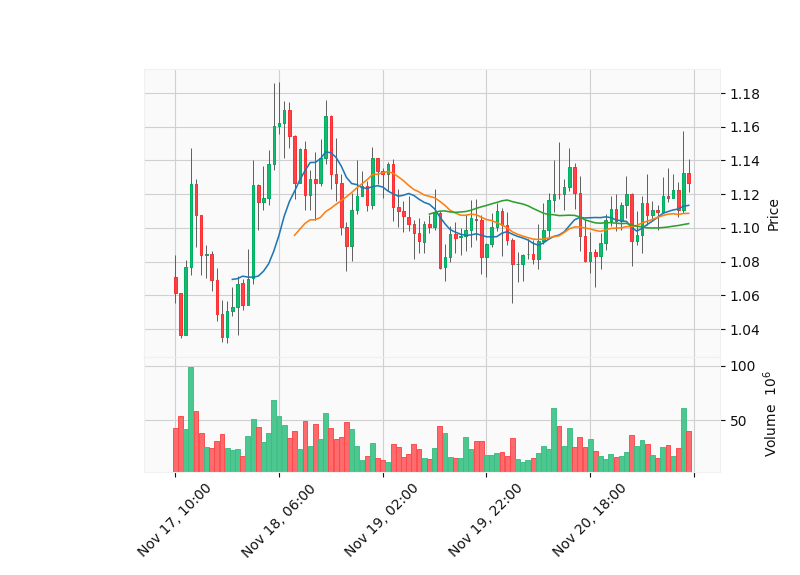 1.18
1.16
1.14
1.12
1.10
1.08
1.06
1.04
Price
100
50
Volume 10^6
Nov 17, 10:00
Nov 18, 06:00
Nov 19, 02:00
Nov 19, 22:00
Nov 20, 18:00